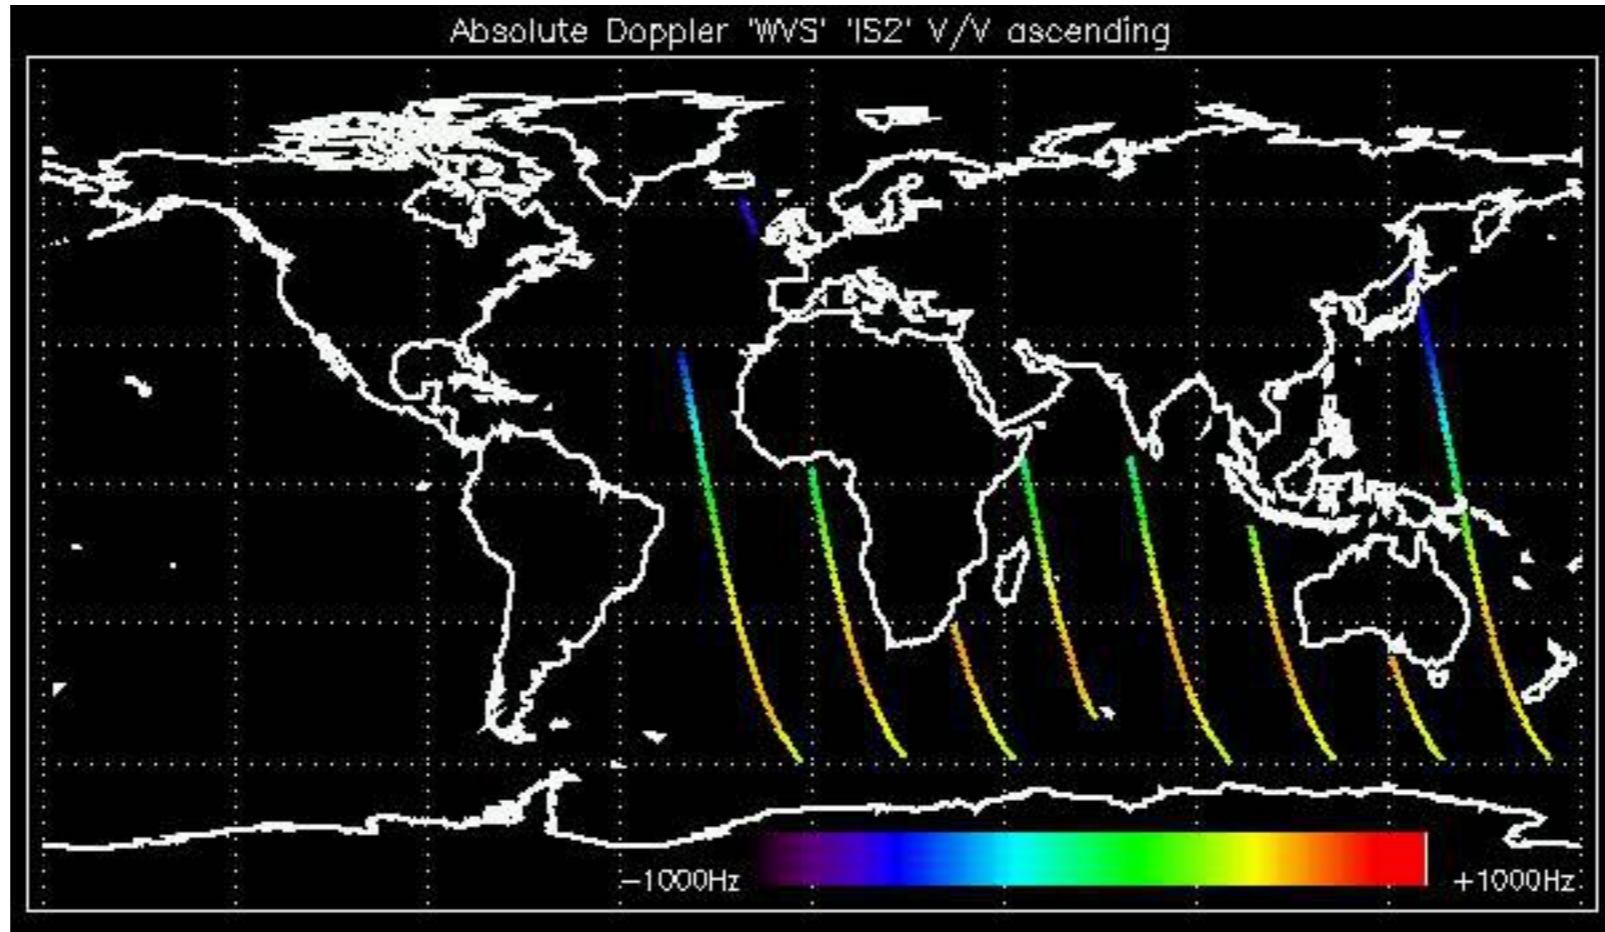 Absolute Doppler 'WVS' 'IS2' V/V ascending
−1000Hz +1000Hz